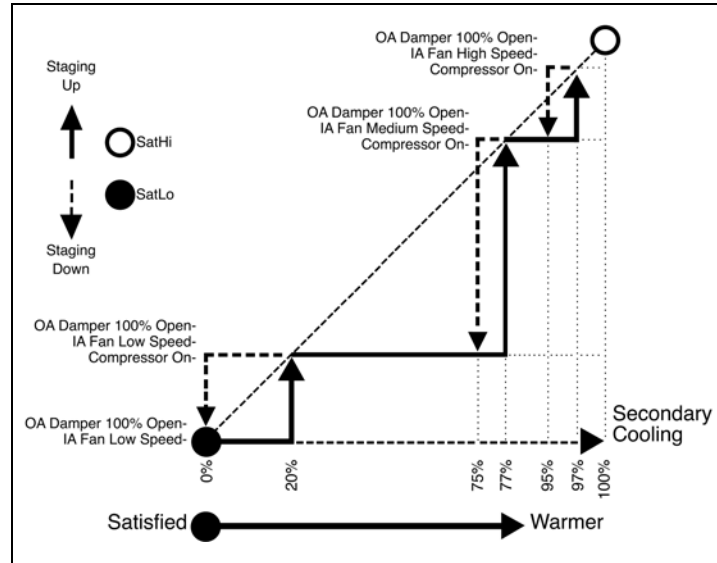 OA Damper 100% Open-
IA Fan High Speed-
Compressor On-
Staging
Up
OA Damper 100% Open-
IA Fan Medium Speed-
Compressor On-
SatHi
SatLo
Staging
Down
OA Damper 100% Open-
IA Fan Low Speed-
Compressor On-
OA Damper 100% Open-
IA Fan Low Speed-
Secondary
Cooling
0%
20%
75%
77%
95%
97%
100%
Satisfied
Warmer